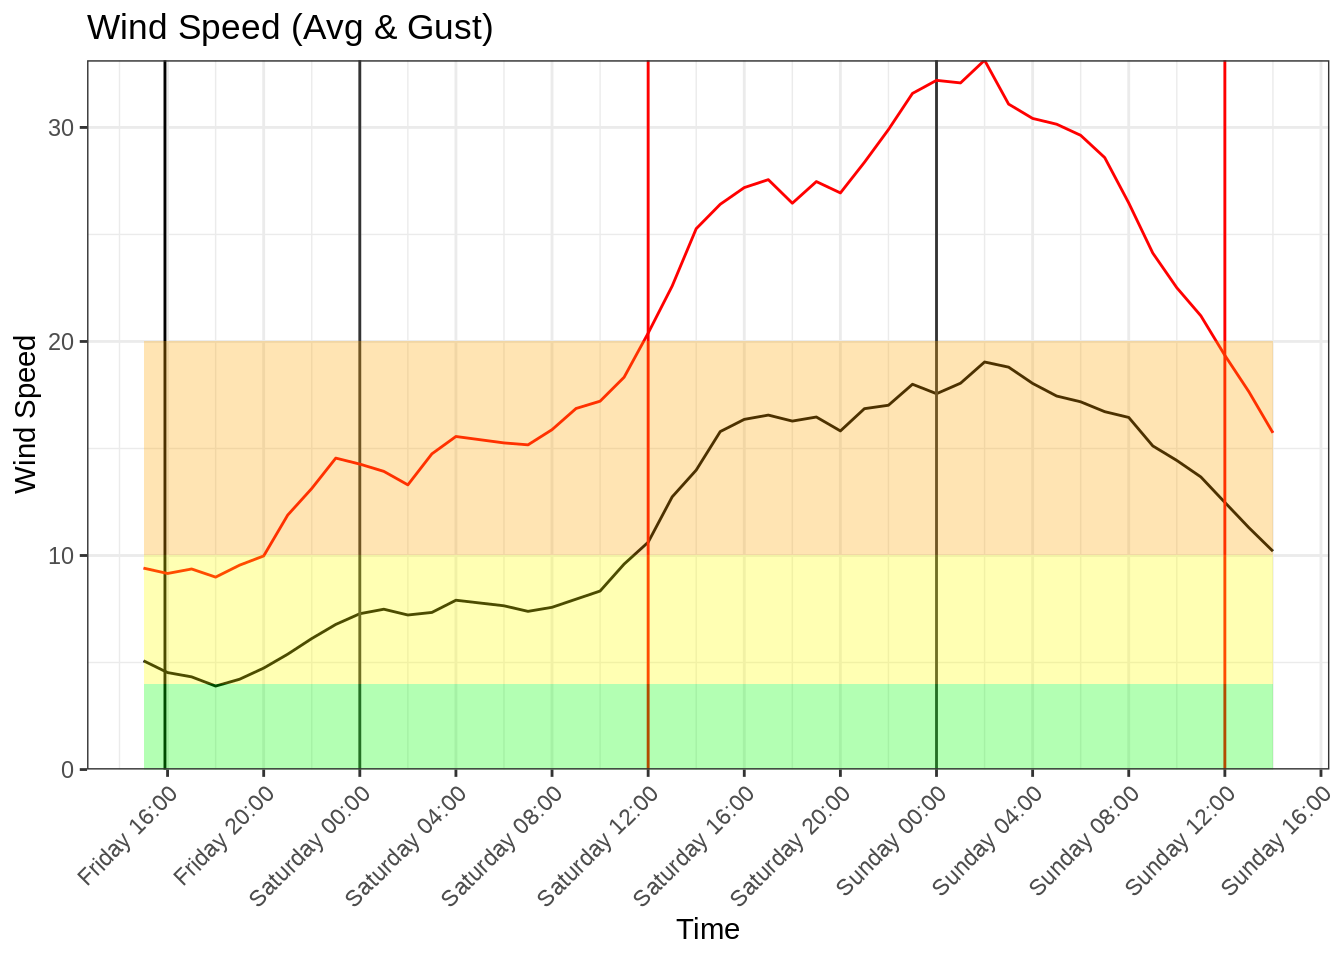 Wind Speed (Avg & Gust)
Wind Speed
30
20
10
0
Friday 16:00
Friday 20:00
Saturday 00:00
Saturday 04:00
Saturday 08:00
Saturday 12:00
Saturday 16:00
Saturday 20:00
Sunday 00:00
Sunday 04:00
Sunday 08:00
Sunday 12:00
Sunday 16:00
Time